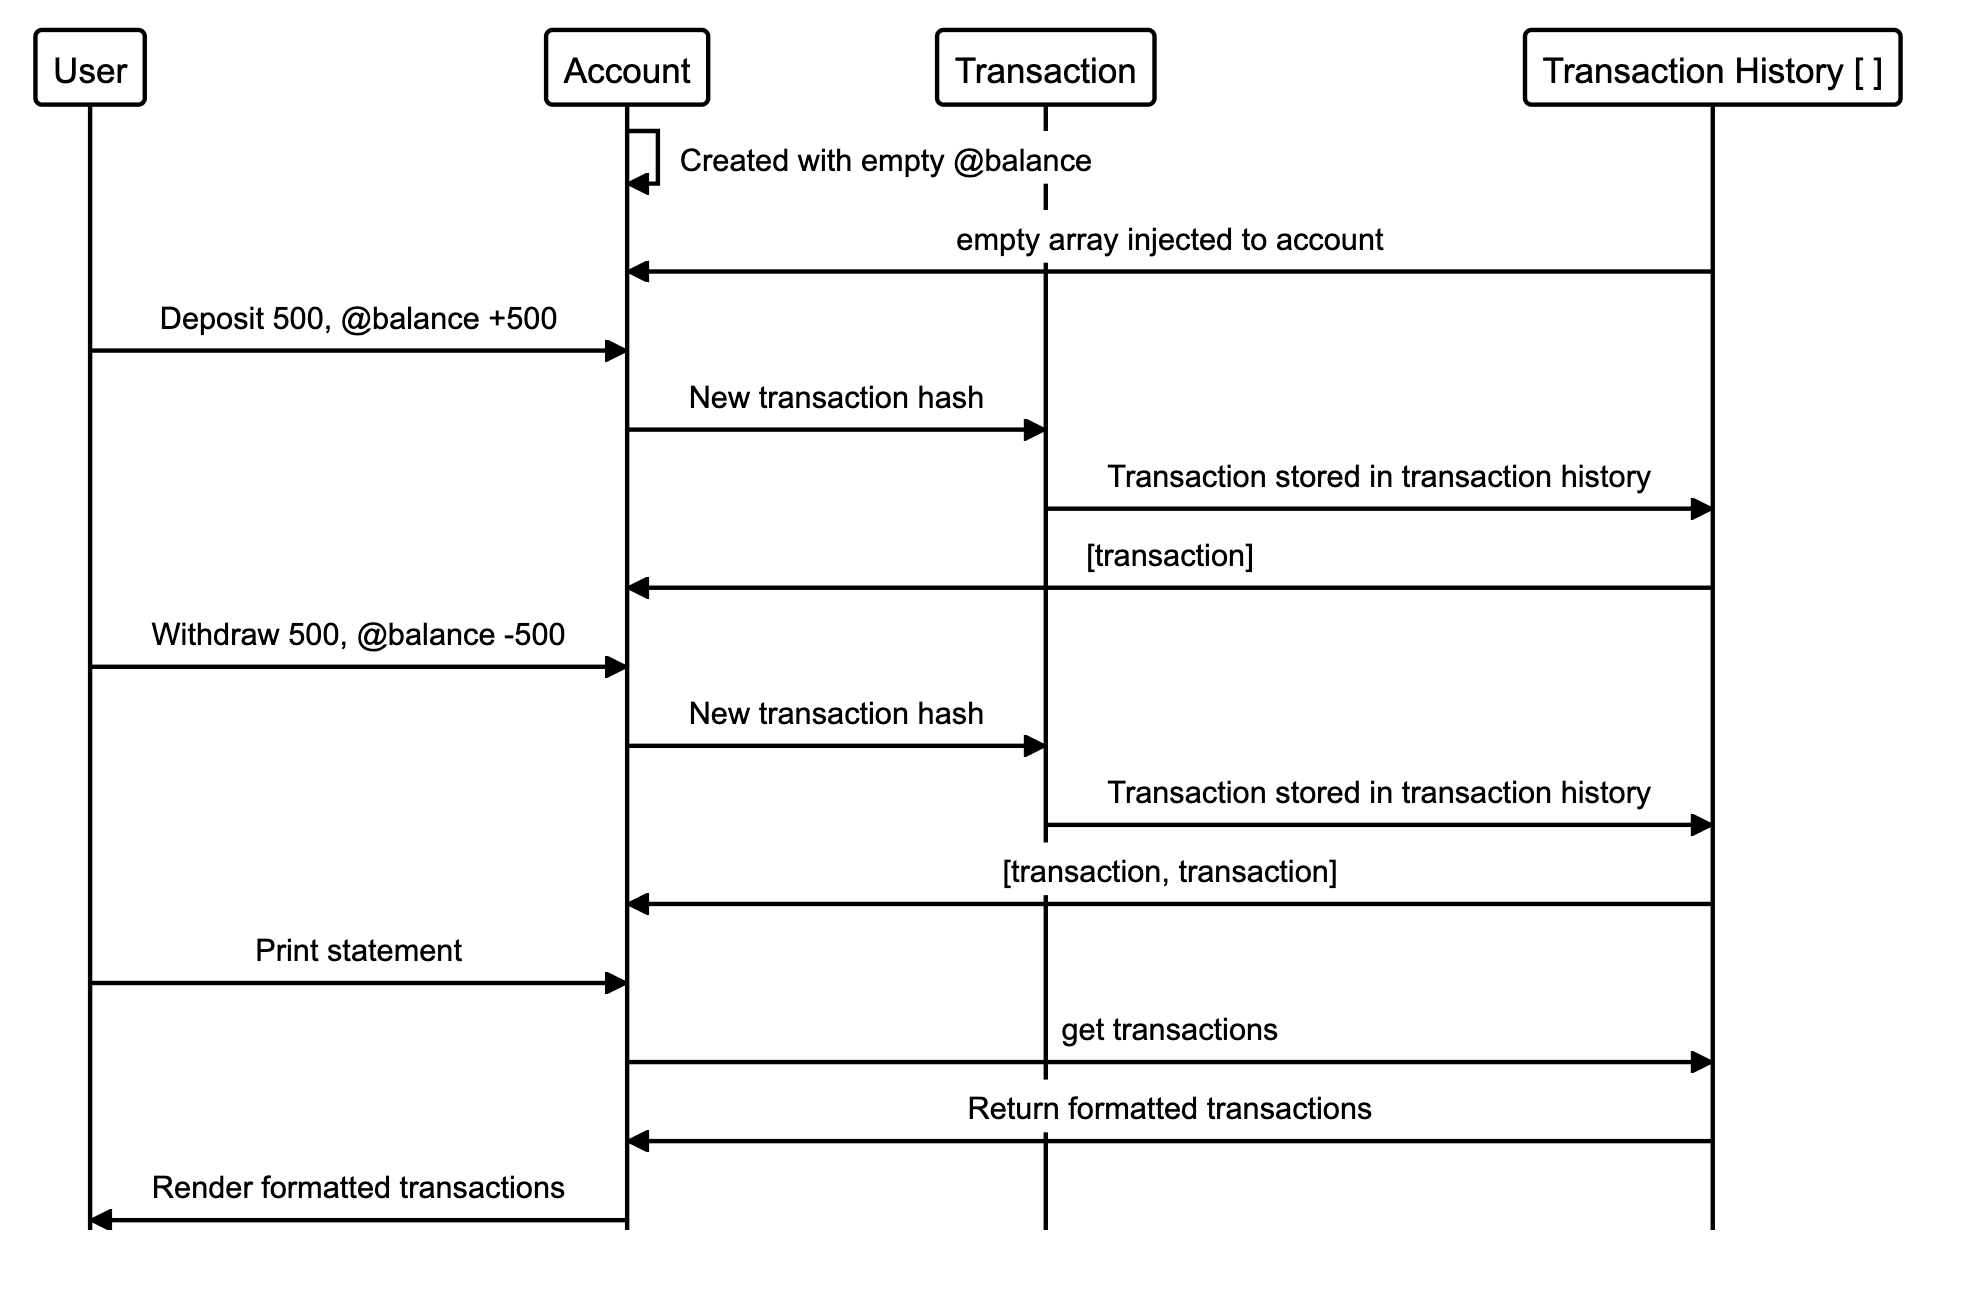 User
Account
Transaction
Transaction History [ ]
Created with empty @balance
empty array injected to account
Deposit 500, @balance +500
New transaction hash
Transaction stored in transaction history
[transaction]
Withdraw 500, @balance -500
New transaction hash
Transaction stored in transaction history
[transaction, transaction]
Print statement
get transactions
Return formatted transactions
Render formatted transactions